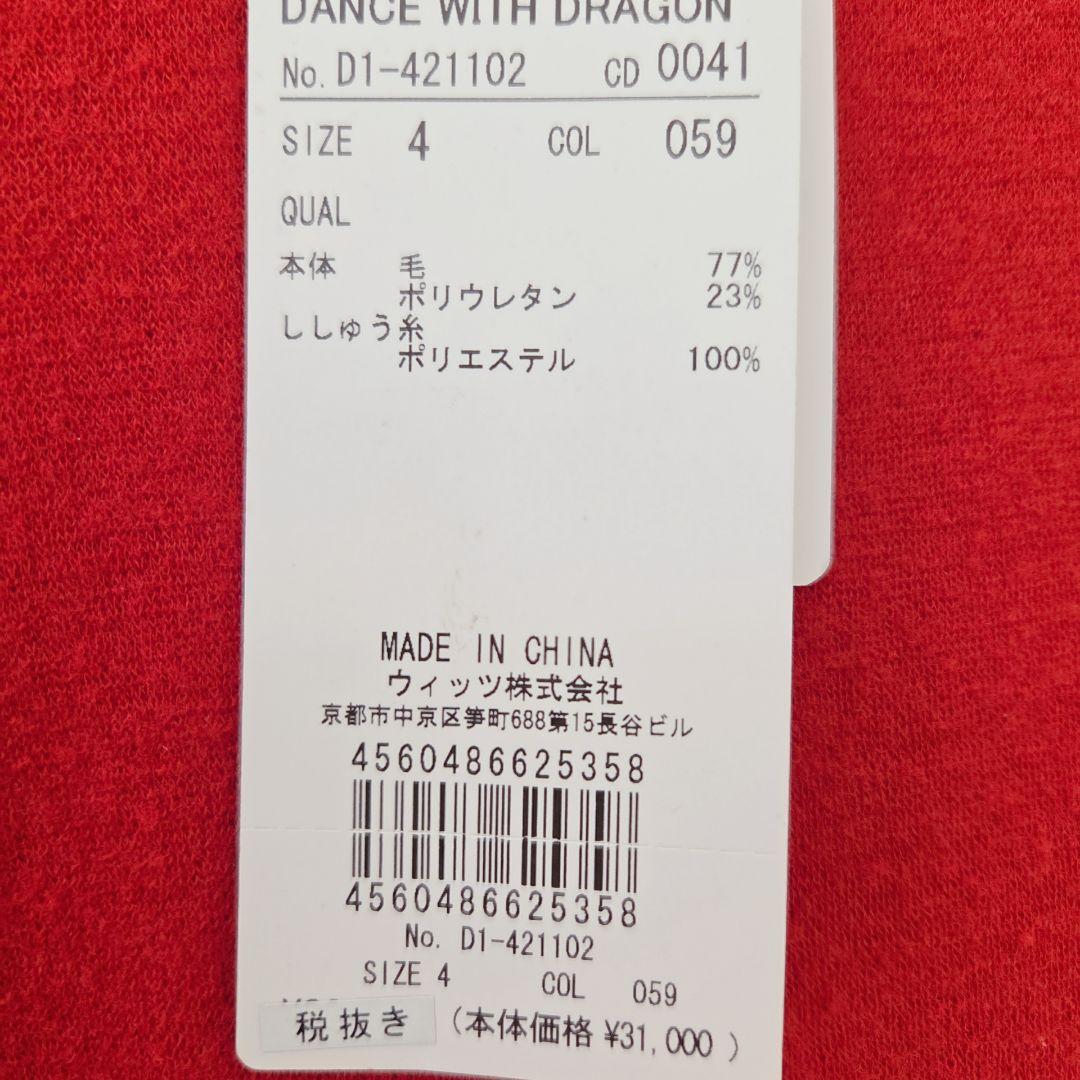 DANCE WITH DRAGON
No. D1-421102 CD 0041
SIZE 4 COL 059
QUAL
本体 毛 77%
ポリウレタン 23%
ししゅう糸
ポリエステル 100%
MADE IN CHINA
ウィッツ株式会社
京都市中京区笋町688第15長谷ビル
4560486625358
4560486625358
No. D1-421102
SIZE 4 COL 059
税抜き (本体価格 ¥31,000 )